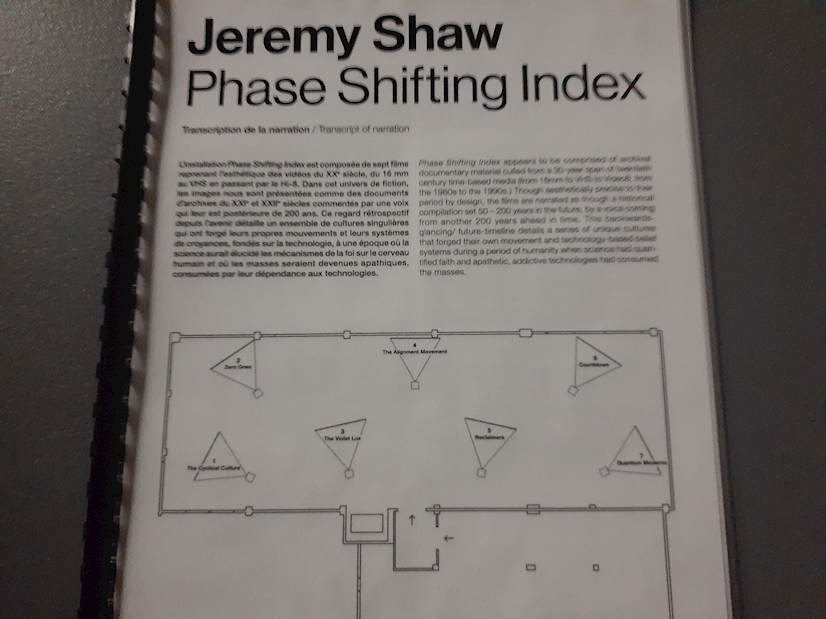 Jeremy Shaw
Phase Shifting Index
Transcription de la narration / Transcript of narration
L'installation Phase Shifting Index est composée de sept films
reprenant l'esthétique des vidéos du XXe siècle, du 16 mm
au VHS en passant par le Hi-8. Dans cet univers de fiction,
les images nous sont présentées comme des documents
d'archives du XXIe et XXIIe siècles commentés par une voix
qui leur est postérieure de 200 ans. Ce regard rétrospectif
depuis l'avenir détaille un ensemble de cultures singulières
qui ont forgé leurs propres mouvements et leurs systèmes
de croyances, fondés sur la technologie, à une époque où la
science aurait élucidé les mécanismes de la foi sur le cerveau
humain et où les masses seraient devenues apathiques,
consumées par leur dépendance aux technologies.
Phase Shifting Index appears to be comprised of archival
documentary material culled from a 30-year span of twentieth
century time-based media (from 16mm to VHS to Video8, from
the 1960s to the 1990s.) Though aesthetically precise to their
period by design, the films are narrated as though a historical
compilation set 50 – 200 years in the future, by a voice coming
from another 200 years ahead in time. This backwards-
glancing/ future-timeline details a series of unique cultures
that forged their own movement and technology-based belief
systems during a period of humanity when science had quan-
tified faith and apathetic, addictive technologies had consumed
the masses.
4
The Alignment Movement
2
Zero Ones
6
Countdown
3
The Violet Lux
5
Reclaimers
1
The Cyclical Culture
7
Quantum Moderns